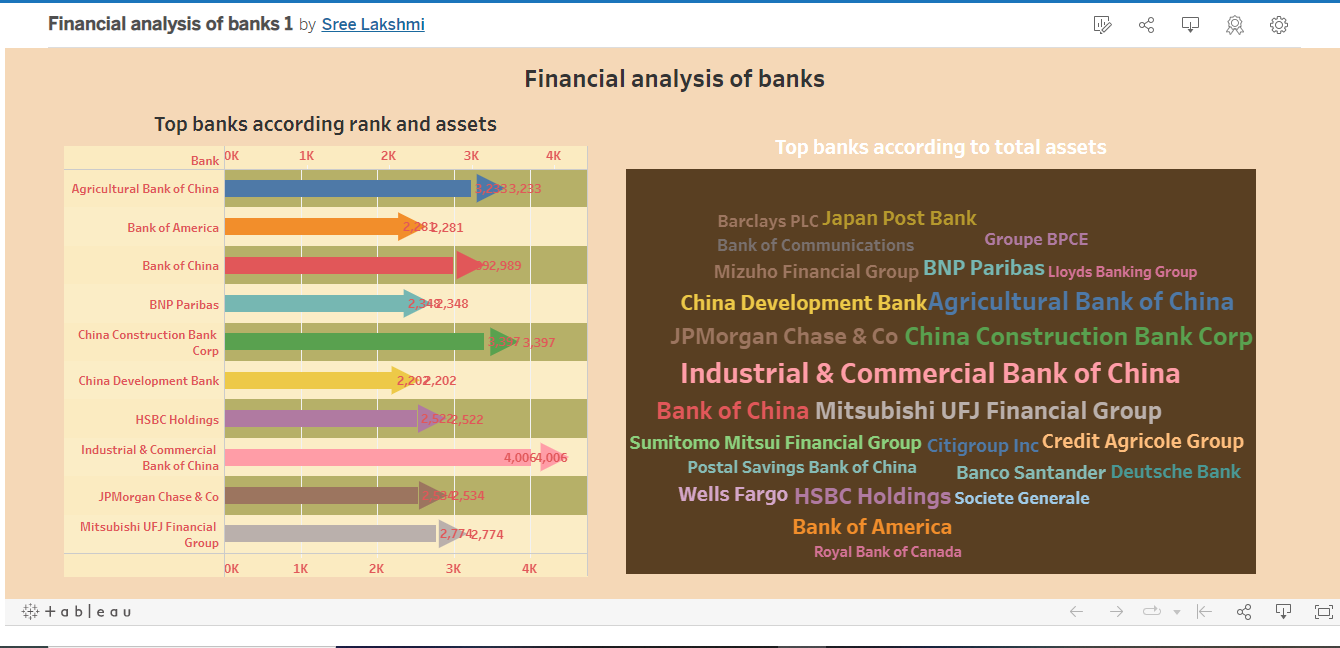 Financial analysis of banks 1 by Sree Lakshmi
Financial analysis of banks
Top banks according rank and assets
Bank
0K 1K 2K 3K 4K
Agricultural Bank of China 3,233 3,233
Bank of America 2,281 2,281
Bank of China 2,989
BNP Paribas 2,348 2,348
China Construction Bank
Corp
3,397
China Development Bank 2,202 2,202
HSBC Holdings 2,522 2,522
Industrial & Commercial
Bank of China
4,006 4,006
JPMorgan Chase & Co 2,534
Mitsubishi UFJ Financial
Group
2,774 2,774
0K 1K 2K 3K 4K
Top banks according to total assets
Barclays PLC Japan Post Bank
Bank of Communications Groupe BPCE
Mizuho Financial Group BNP Paribas Lloyds Banking Group
China Development Bank Agricultural Bank of China
JPMorgan Chase & Co China Construction Bank Corp
Industrial & Commercial Bank of China
Bank of China Mitsubishi UFJ Financial Group
Sumitomo Mitsui Financial Group Citigroup Inc Credit Agricole Group
Postal Savings Bank of China Banco Santander Deutsche Bank
Wells Fargo HSBC Holdings Societe Generale
Bank of America
Royal Bank of Canada
+ableau